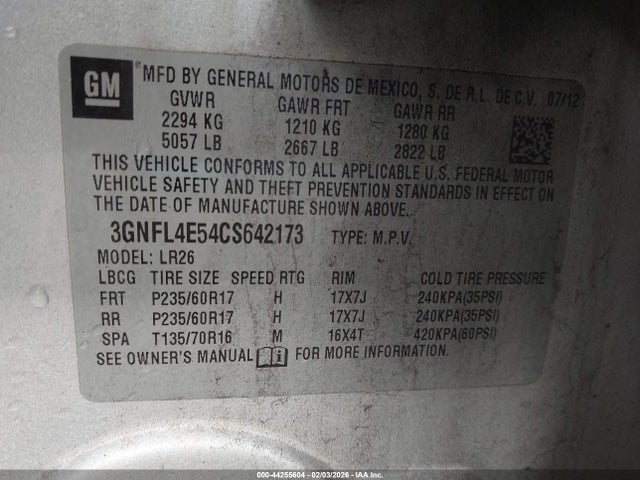 GM
MFD BY GENERAL MOTORS DE MEXICO, S. DE R.L. DE C.V. 07/12
GVWR GAWR FRT GAWR RR
2294 KG 1210 KG 1280 KG
5057 LB 2667 LB 2822 LB
THIS VEHICLE CONFORMS TO ALL APPLICABLE U.S. FEDERAL MOTOR
VEHICLE SAFETY AND THEFT PREVENTION STANDARDS IN EFFECT ON
THE DATE OF MANUFACTURE SHOWN ABOVE.
3GNFL4E54CS642173 TYPE: M.P.V.
MODEL: LR26
LBCG TIRE SIZE SPEED RTG RIM COLD TIRE PRESSURE
FRT P235/60R17 H 17X7J 240KPA(35PSI)
RR P235/60R17 H 17X7J 240KPA(35PSI)
SPA T135/70R16 M 16X4T 420KPA(60PSI)
SEE OWNER'S MANUAL FOR MORE INFORMATION.
000-44255604 - 02/03/2026 - IAA Inc.